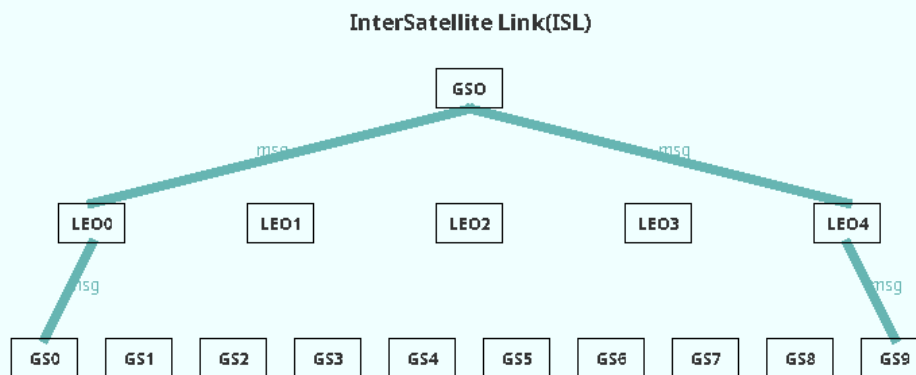 InterSatellite Link(ISL)
GSO
msg msg
LEO0 LEO1 LEO2 LEO3 LEO4
msg msg
GS0 GS1 GS2 GS3 GS4 GS5 GS6 GS7 GS8 GS9